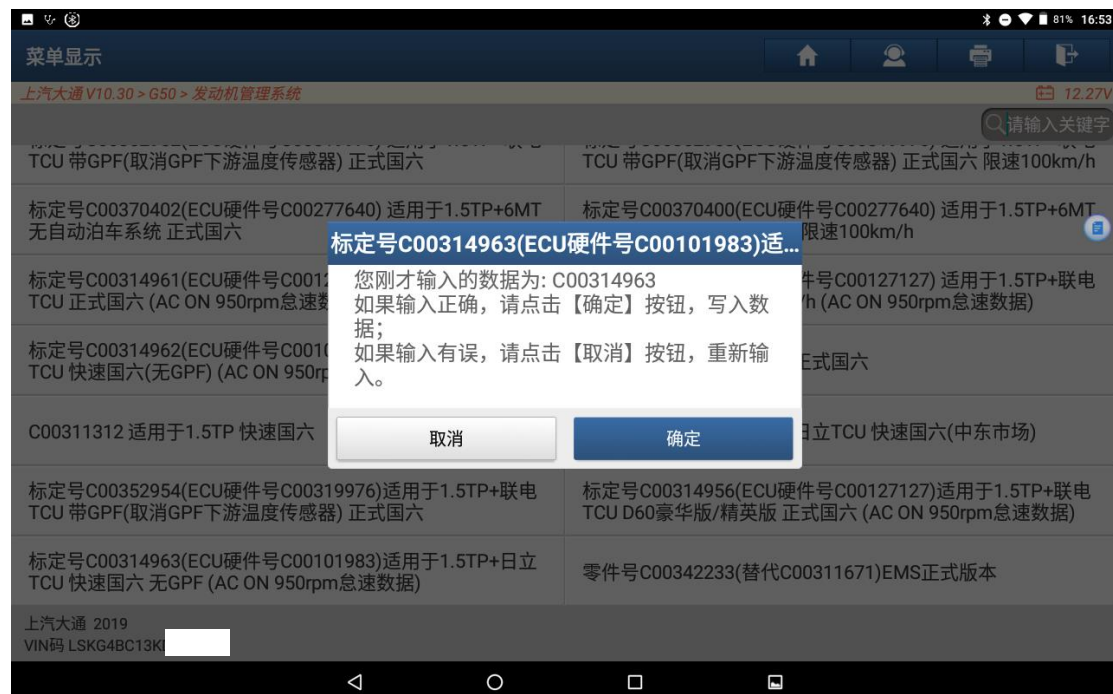 81% 16:53
菜单显示
上汽大通 V10.30 > G50 > 发动机管理系统
12.27V
请输入关键字
TCU 带GPF(取消GPF下游温度传感器) 正式国六
TCU 带GPF(取消GPF下游温度传感器) 正式国六 限速100km/h
标定号C00370402(ECU硬件号C00277640) 适用于1.5TP+6MT
无自动泊车系统 正式国六
标定号C00370400(ECU硬件号C00277640) 适用于1.5TP+6MT
限速100km/h
标定号C00314963(ECU硬件号C00101983)适...
您刚才输入的数据为: C00314963
如果输入正确，请点击【确定】按钮，写入数
据；
如果输入有误，请点击【取消】按钮，重新输
入。
取消
确定
标定号C00314961(ECU硬件号C0012
TCU 正式国六 (AC ON 950rpm怠速数
件号C00127127) 适用于1.5TP+联电
/h (AC ON 950rpm怠速数据)
标定号C00314962(ECU硬件号C0010
TCU 快速国六(无GPF) (AC ON 950rp
正式国六
C00311312 适用于1.5TP 快速国六
日立TCU 快速国六(中东市场)
标定号C00352954(ECU硬件号C00319976)适用于1.5TP+联电
TCU 带GPF(取消GPF下游温度传感器) 正式国六
标定号C00314956(ECU硬件号C00127127)适用于1.5TP+联电
TCU D60豪华版/精英版 正式国六 (AC ON 950rpm怠速数据)
标定号C00314963(ECU硬件号C00101983)适用于1.5TP+日立
TCU 快速国六 无GPF (AC ON 950rpm怠速数据)
零件号C00342233(替代C00311671)EMS正式版本
上汽大通 2019
VIN码 LSKG4BC13K